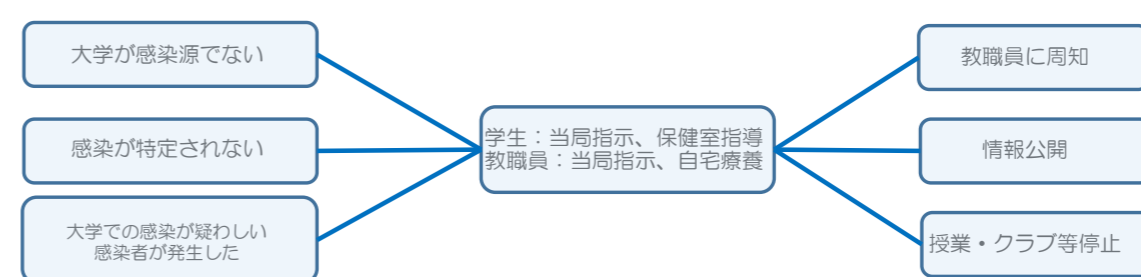 大学が感染源でない
感染が特定されない
大学での感染が疑わしい
感染者が発生した
学生：当局指示、保健室指導
教職員：当局指示、自宅療養
教職員に周知
情報公開
授業・クラブ等停止